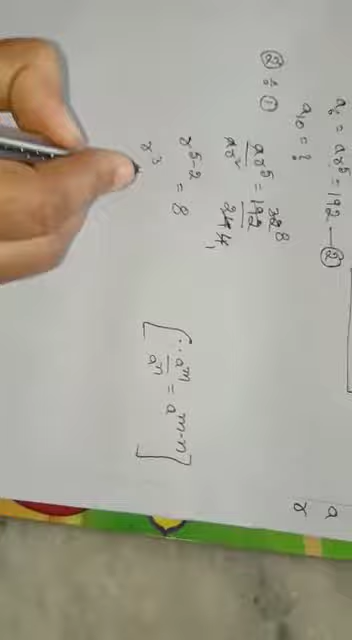 a₆ = ar⁵ = 192 — ②
a₁₀ = ?
② ÷ ①
ar⁵ / ar² = 192 / 24
r⁵⁻² = 8
r³
[∵ aᵐ / aⁿ = aᵐ⁻ⁿ]
a
r